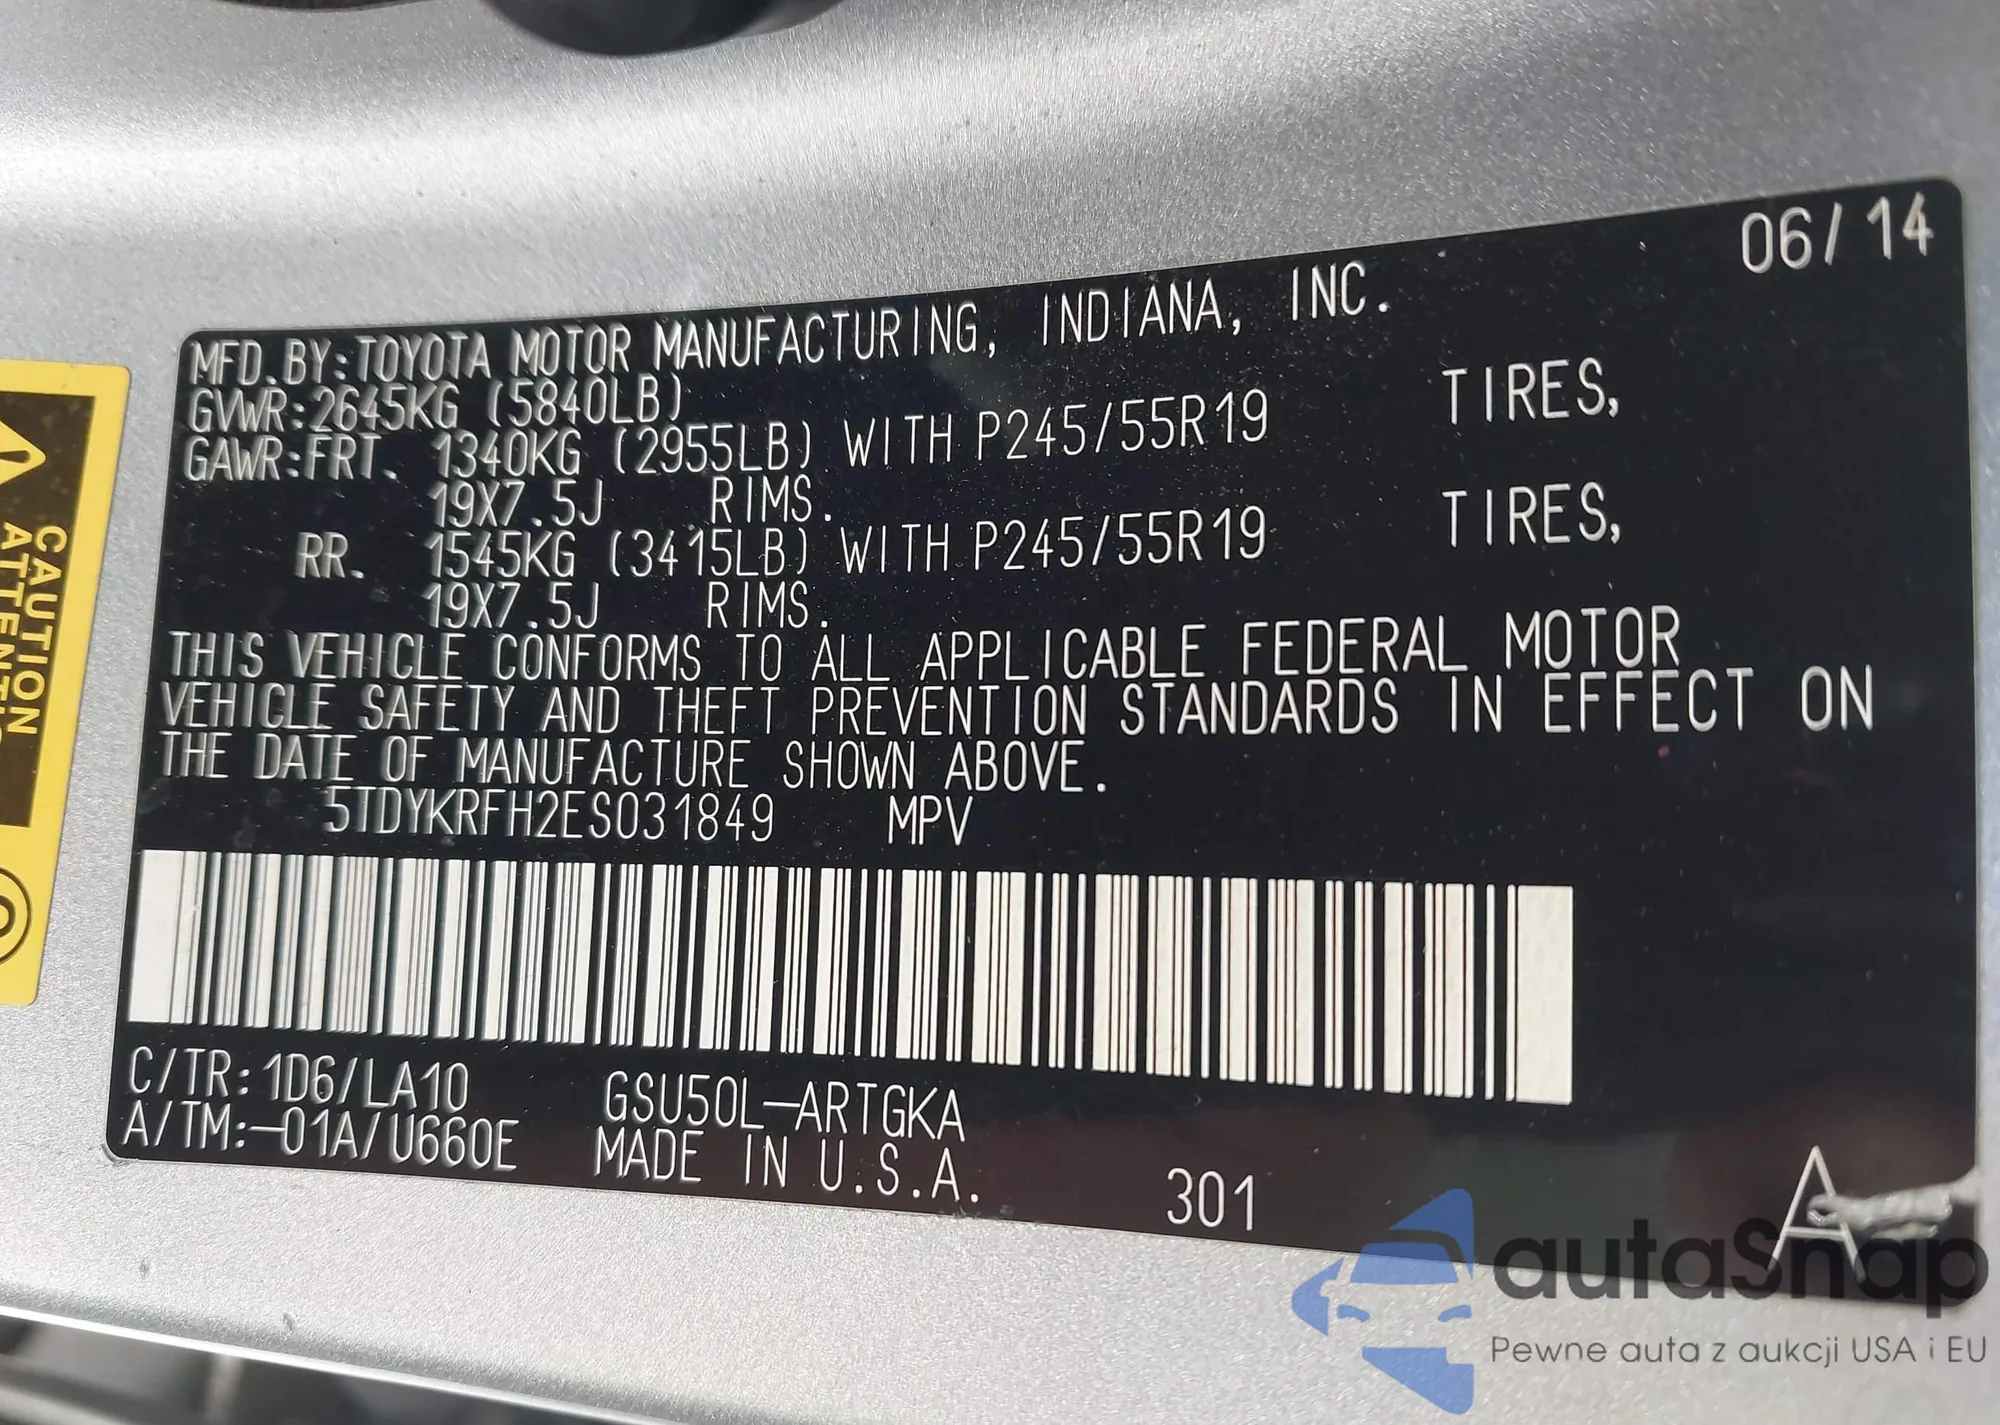 06/14
MFD.BY:TOYOTA MOTOR MANUFACTURING, INDIANA, INC.
GVWR:2645KG (5840LB)
GAWR:FRT. 1340KG (2955LB) WITH P245/55R19 TIRES,
19X7.5J RIMS.
RR. 1545KG (3415LB) WITH P245/55R19 TIRES,
19X7.5J RIMS.
THIS VEHICLE CONFORMS TO ALL APPLICABLE FEDERAL MOTOR
VEHICLE SAFETY AND THEFT PREVENTION STANDARDS IN EFFECT ON
THE DATE OF MANUFACTURE SHOWN ABOVE.
5TDYKRFH2ES031849 MPV
C/TR:1D6/LA10 GSU50L-ARTGKA
A/TM:-01A/U660E MADE IN U.S.A.
301 A
CAUTION
autaSnap
Pewne auta z aukcji USA i EU